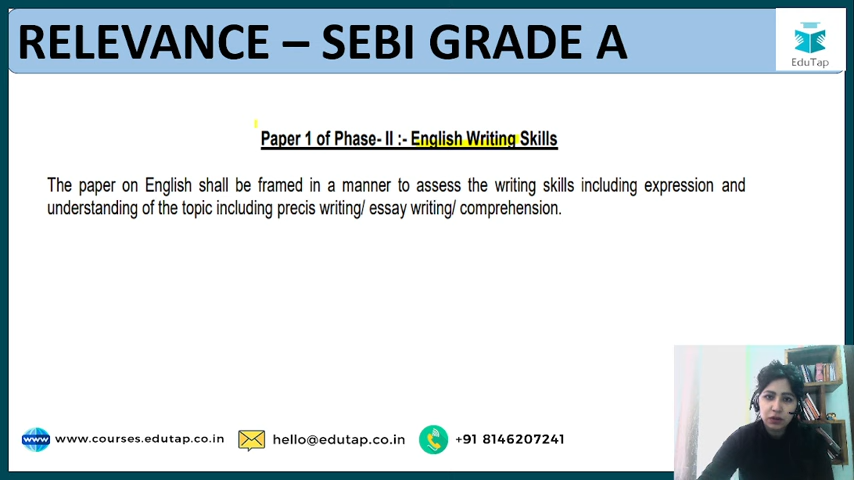 RELEVANCE – SEBI GRADE A
EduTap
Paper 1 of Phase- II :- English Writing Skills
The paper on English shall be framed in a manner to assess the writing skills including expression and
understanding of the topic including precis writing/ essay writing/ comprehension.
www www.courses.edutap.co.in hello@edutap.co.in +91 8146207241